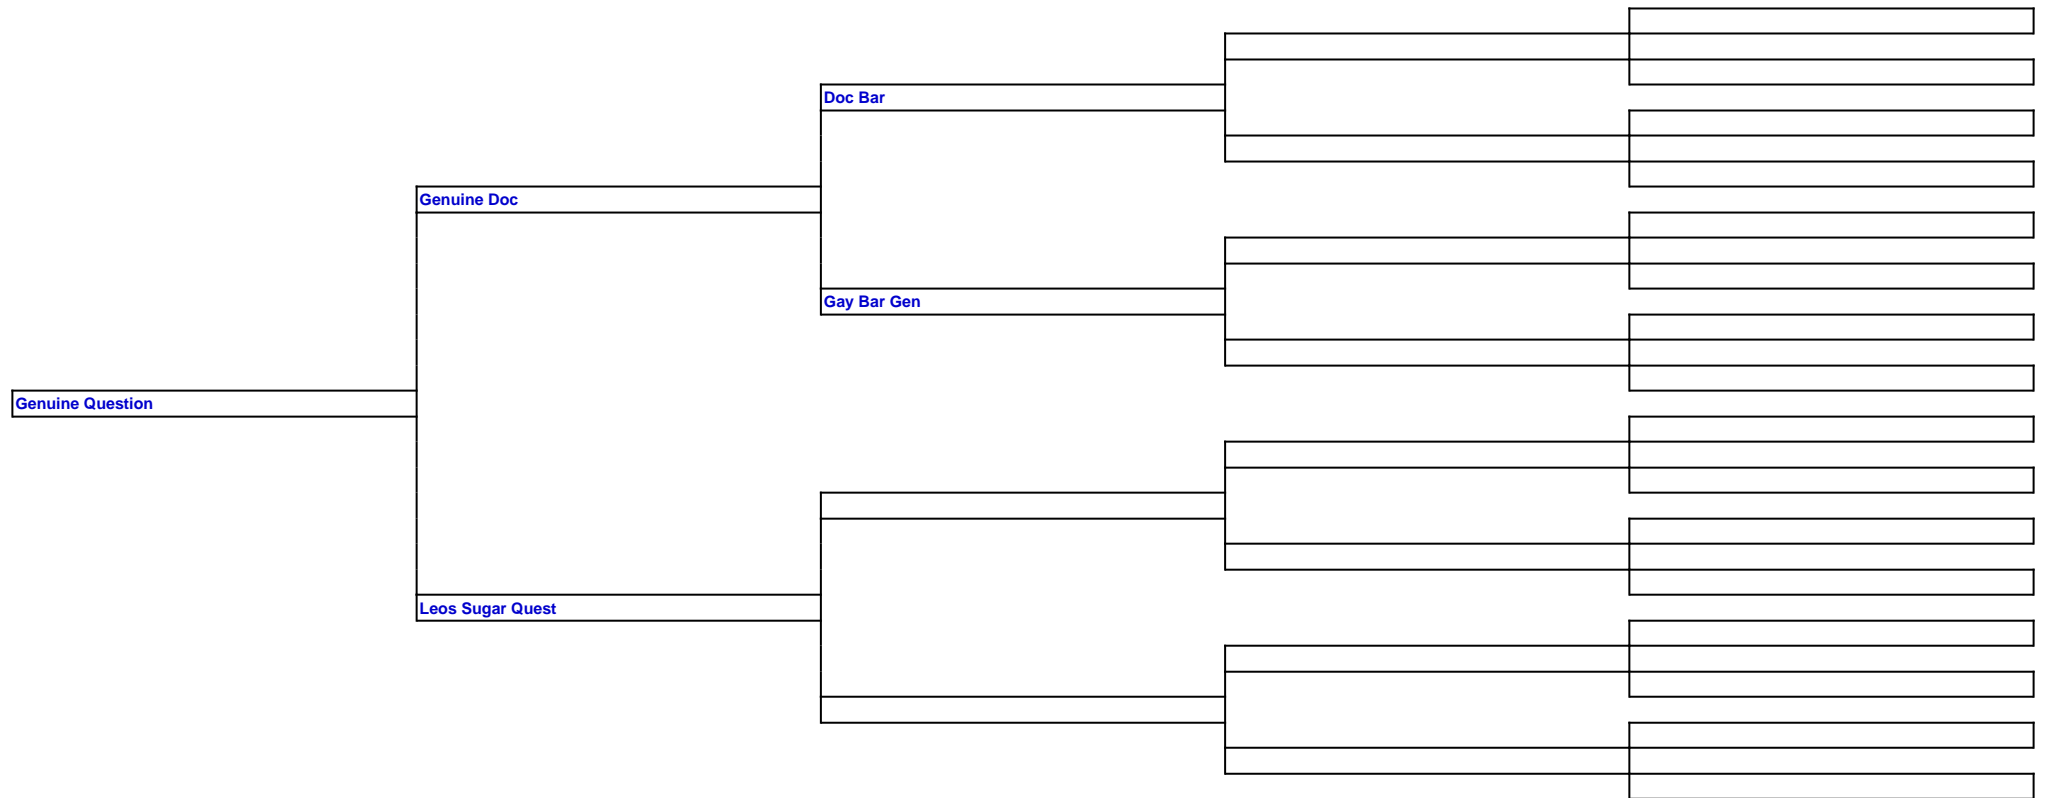 Doc Bar
Genuine Doc
Gay Bar Gen
Genuine Question
Leos Sugar Quest